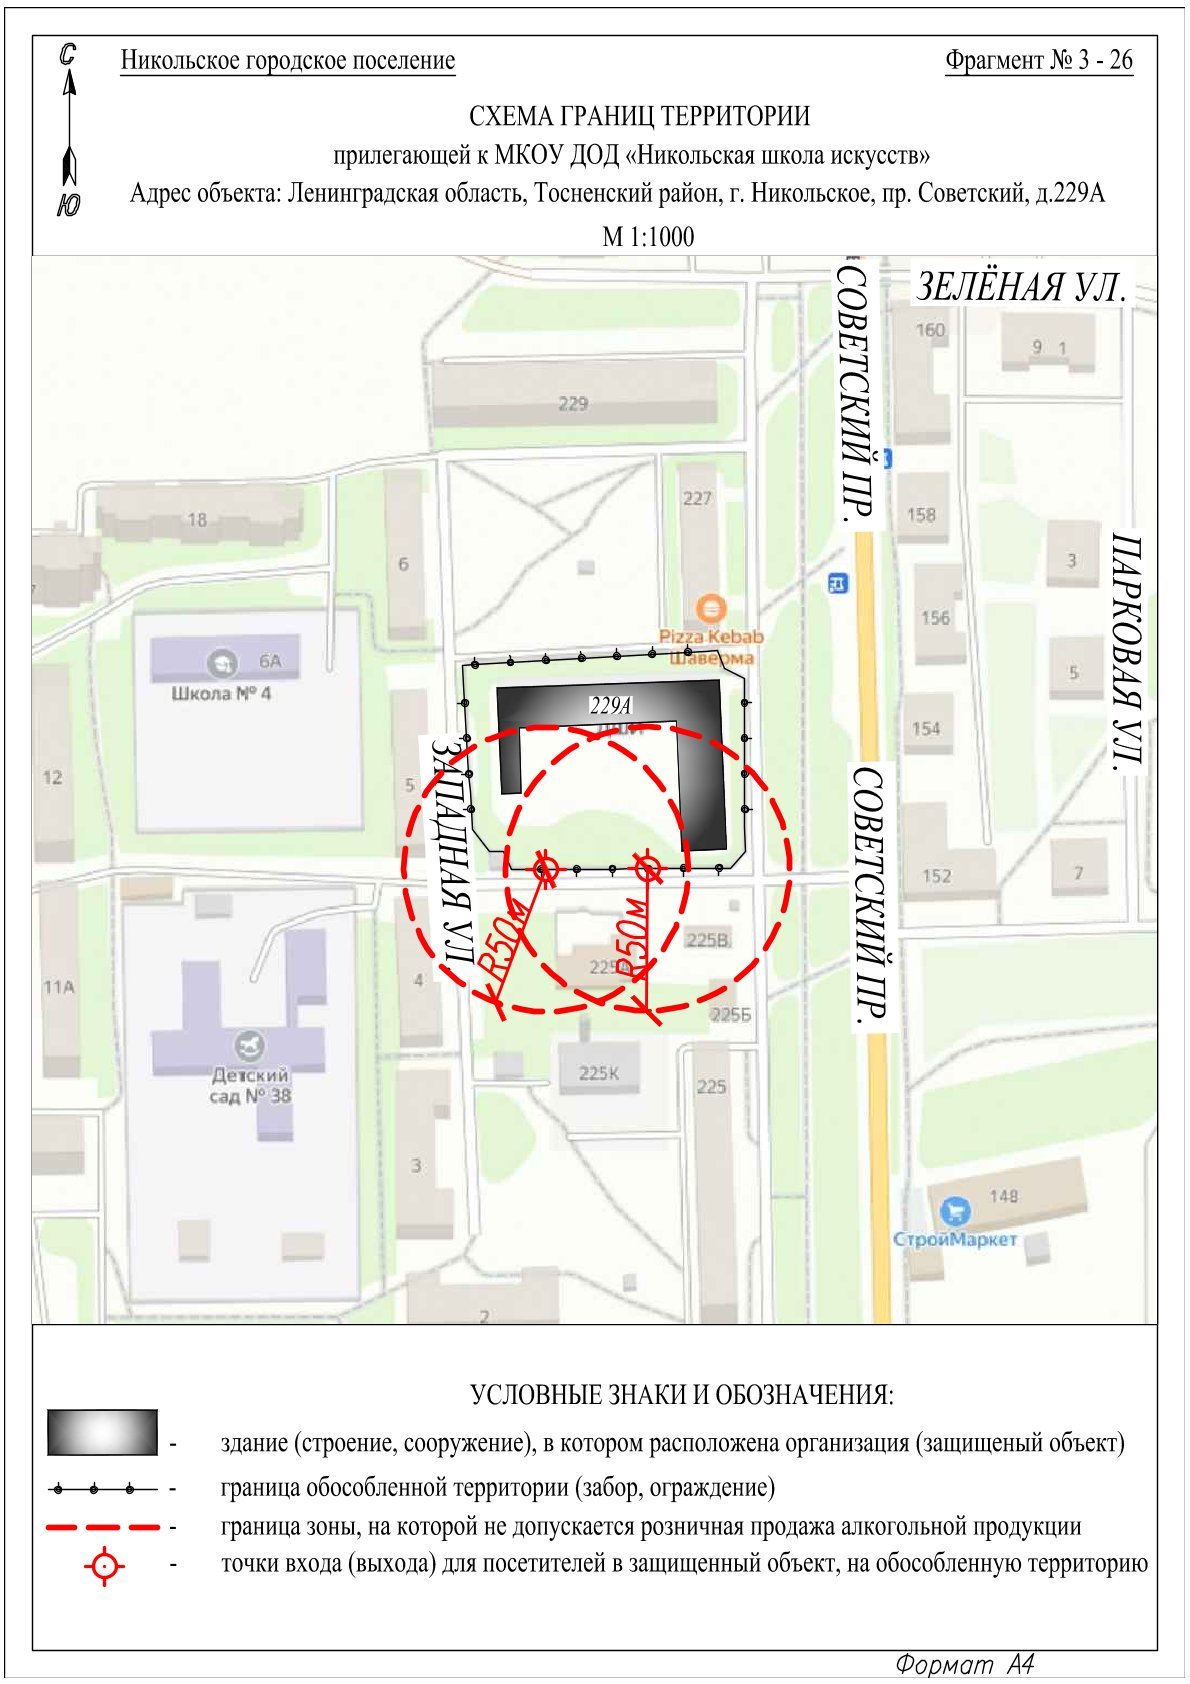 С
Ю
Никольское городское поселение
Фрагмент № 3 - 26
СХЕМА ГРАНИЦ ТЕРРИТОРИИ
прилегающей к МКОУ ДОД «Никольская школа искусств»
Адрес объекта: Ленинградская область, Тосненский район, г. Никольское, пр. Советский, д.229А
М 1:1000
ЗЕЛЁНАЯ УЛ.
СОВЕТСКИЙ ПР.
160
9 1
229
227
18
158
6
3
156
ПАРКОВАЯ УЛ.
Pizza Kebab
Шаверма
6А
Школа № 4
5
229А
154
12
5
ЗАПАДНАЯ УЛ.
СОВЕТСКИЙ ПР.
152
7
R50м
R50м
225В
225А
11А
4
225Б
Детский
сад № 38
225К
225
3
148
СтройМаркет
2
УСЛОВНЫЕ ЗНАКИ И ОБОЗНАЧЕНИЯ:
- здание (строение, сооружение), в котором расположена организация (защищеный объект)
- граница обособленной территории (забор, ограждение)
- граница зоны, на которой не допускается розничная продажа алкогольной продукции
- точки входа (выхода) для посетителей в защищенный объект, на обособленную территорию
Формат А4